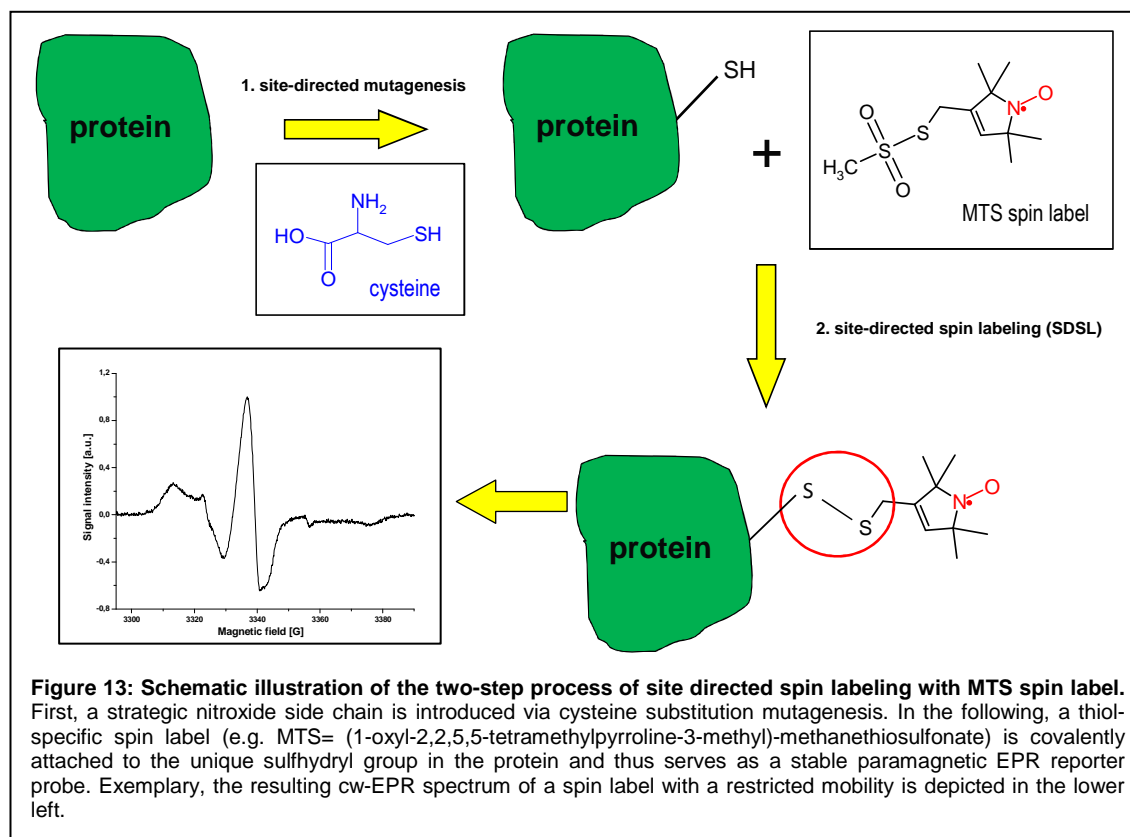 protein
1. site-directed mutagenesis
NH2
HO
SH
O
cysteine
protein
SH
+
O
S
S
O
H3C
N•
O
MTS spin label
2. site-directed spin labeling (SDSL)
protein
S
S
N•
O
1,2
0,8
0,4
0,0
-0,4
-0,8
Signal Intensity [a.u.]
3300 3320 3340 3360 3380
Magnetic field [G]
Figure 13: Schematic illustration of the two-step process of site directed spin labeling with MTS spin label.
First, a strategic nitroxide side chain is introduced via cysteine substitution mutagenesis. In the following, a thiol-
specific spin label (e.g. MTS= (1-oxyl-2,2,5,5-tetramethylpyrroline-3-methyl)-methanethiosulfonate) is covalently
attached to the unique sulfhydryl group in the protein and thus serves as a stable paramagnetic EPR reporter
probe. Exemplary, the resulting cw-EPR spectrum of a spin label with a restricted mobility is depicted in the lower
left.